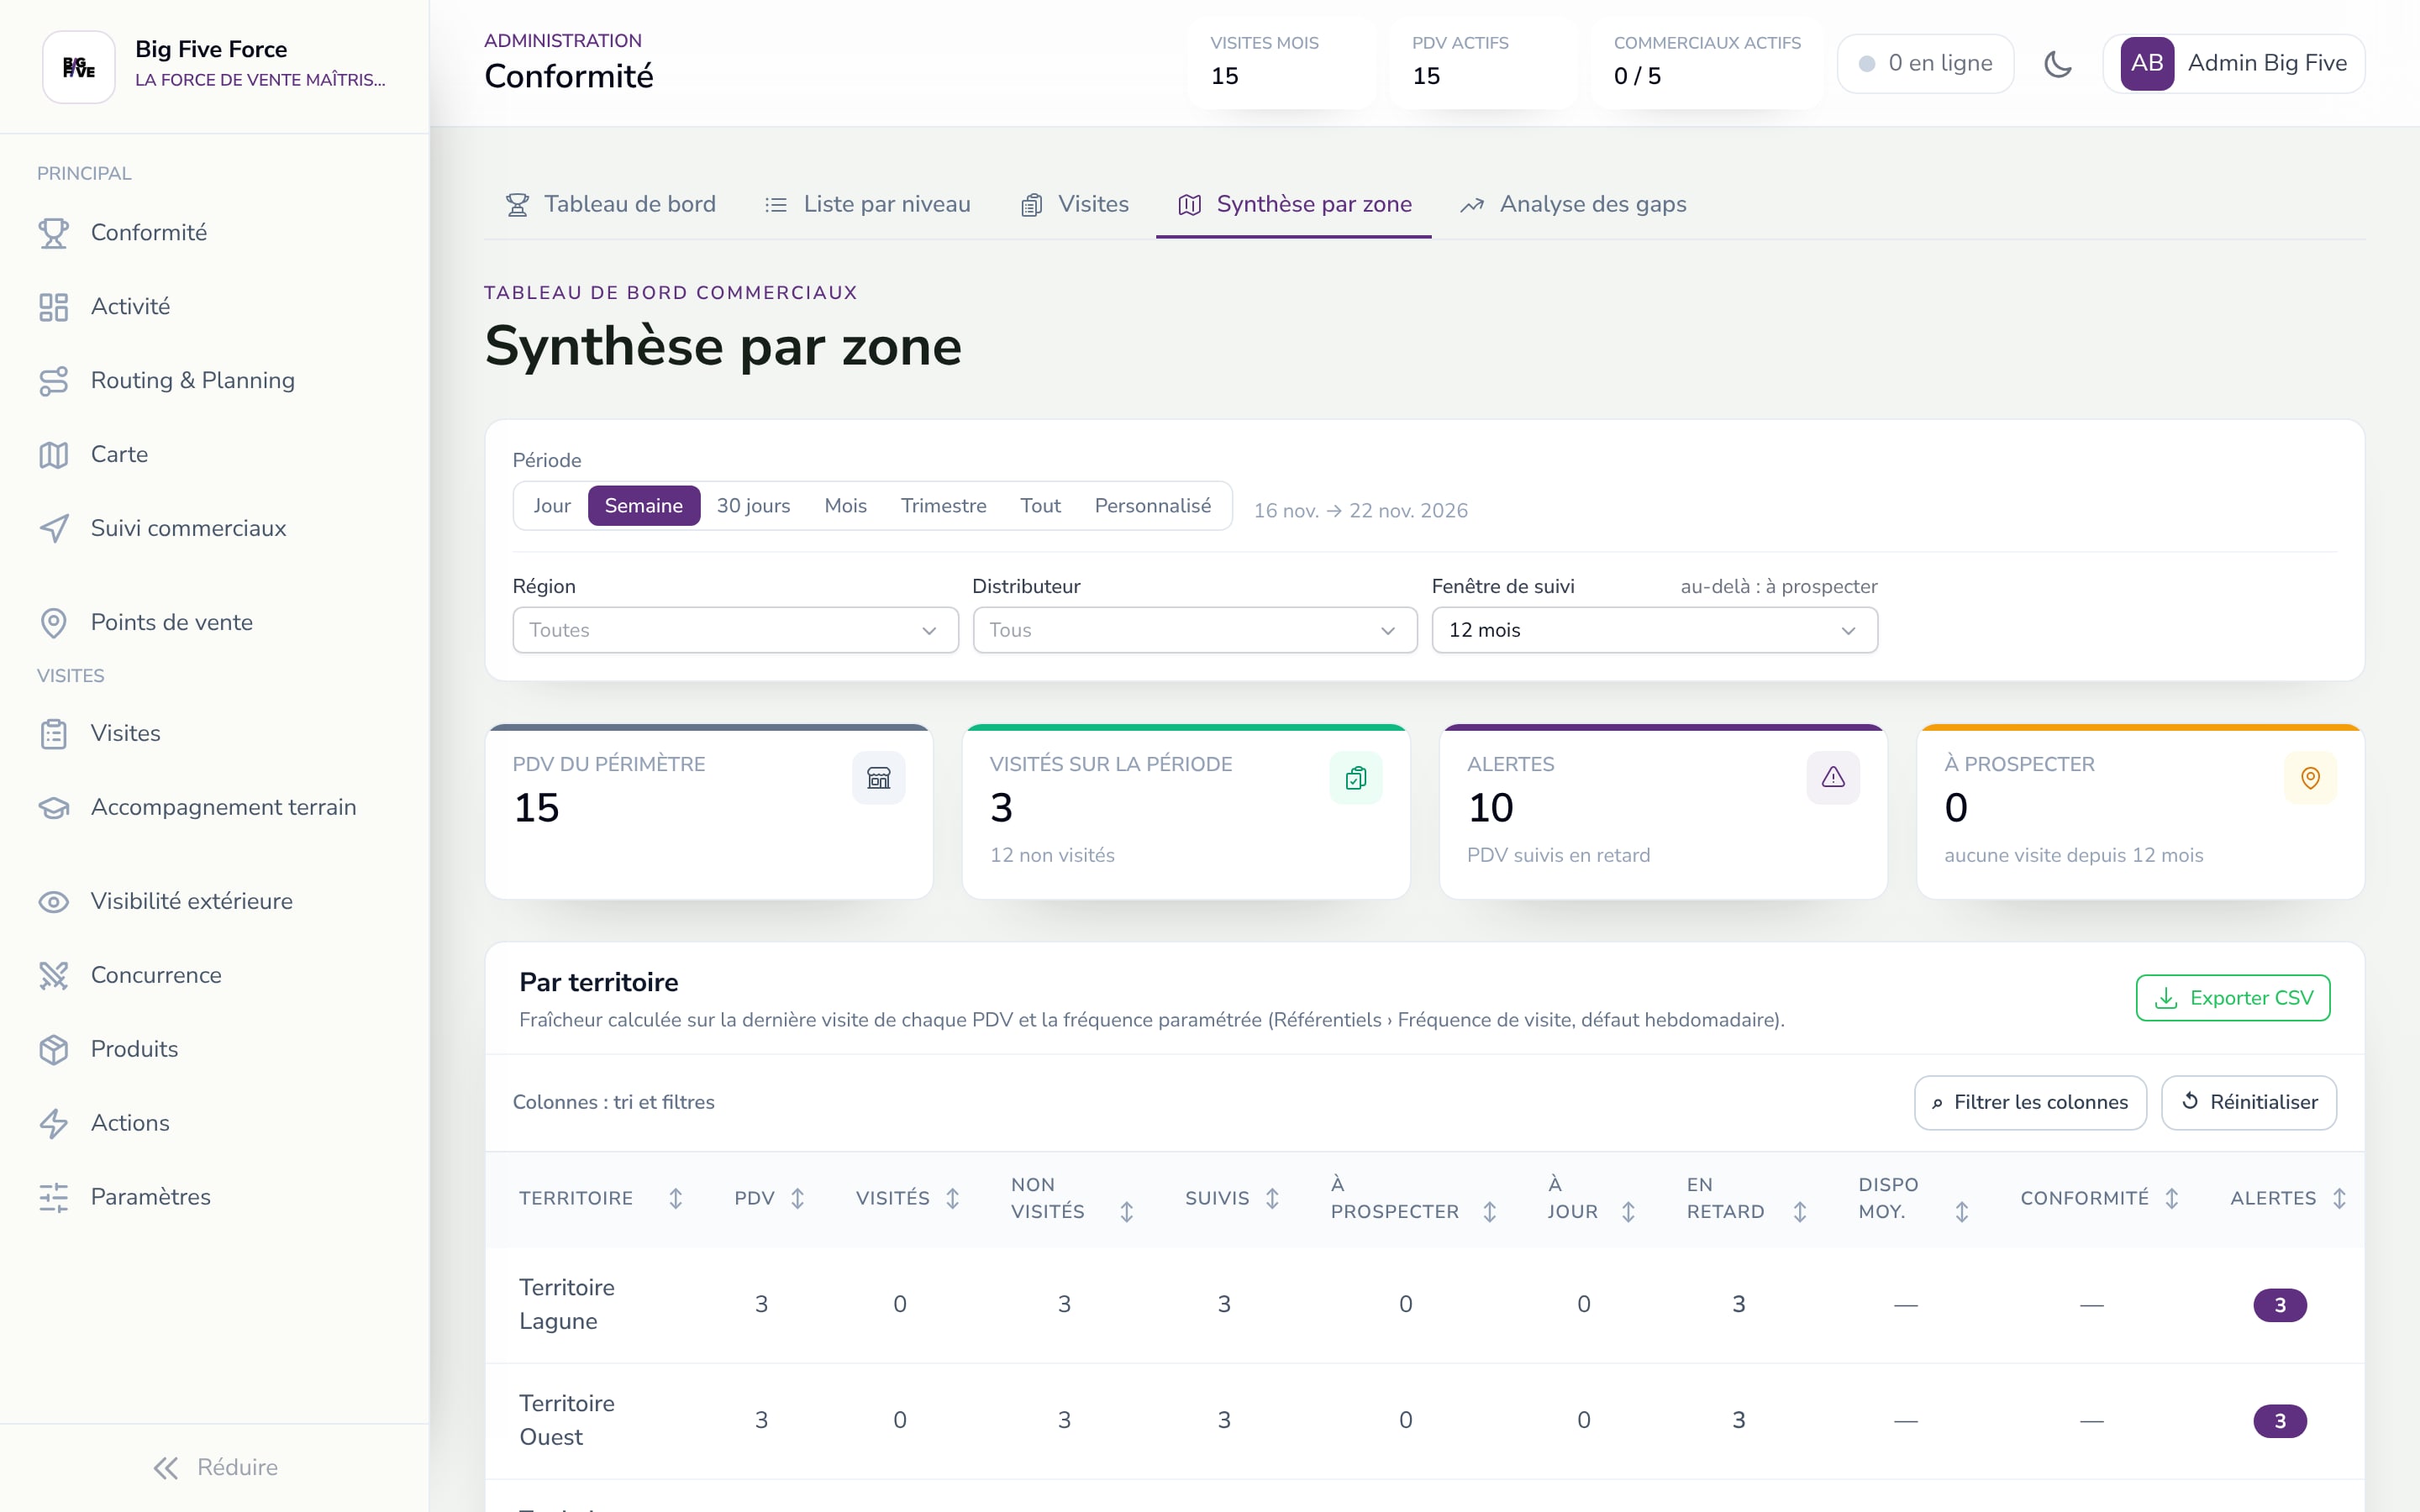 BIG FIVE
Big Five Force
LA FORCE DE VENTE MAÎTRIS...
PRINCIPAL
Conformité
Activité
Routing & Planning
Carte
Suivi commerciaux
Points de vente
VISITES
Visites
Accompagnement terrain
Visibilité extérieure
Concurrence
Produits
Actions
Paramètres
Réduire
ADMINISTRATION
Conformité
VISITES MOIS
15
PDV ACTIFS
15
COMMERCIAUX ACTIFS
0 / 5
0 en ligne
AB Admin Big Five
Tableau de bord Liste par niveau Visites Synthèse par zone Analyse des gaps
TABLEAU DE BORD COMMERCIAUX
Synthèse par zone
Période
Jour Semaine 30 jours Mois Trimestre Tout Personnalisé 16 nov. → 22 nov. 2026
Région Distributeur Fenêtre de suivi au-delà : à prospecter
Toutes Tous 12 mois
PDV DU PÉRIMÈTRE
15
VISITÉS SUR LA PÉRIODE
3
12 non visités
ALERTES
10
PDV suivis en retard
À PROSPECTER
0
aucune visite depuis 12 mois
Par territoire
Fraîcheur calculée sur la dernière visite de chaque PDV et la fréquence paramétrée (Référentiels › Fréquence de visite, défaut hebdomadaire).
Exporter CSV
Colonnes : tri et filtres
Filtrer les colonnes Réinitialiser
TERRITOIRE PDV VISITÉS NON VISITÉS SUIVIS À PROSPECTER À JOUR EN RETARD DISPO MOY. CONFORMITÉ ALERTES
Territoire Lagune 3 0 3 3 0 0 3 — — 3
Territoire Ouest 3 0 3 3 0 0 3 — — 3